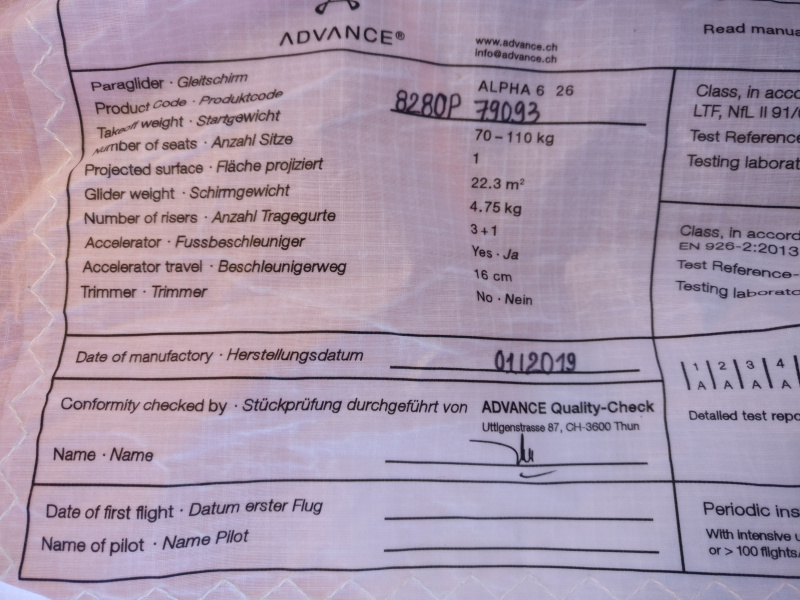 ADVANCE®
www.advance.ch
info@advance.ch
Read manua
Paraglider · Gleitschirm ALPHA 6 26
Product Code · Produktcode 8280P 79093
Takeoff weight · Startgewicht 70 – 110 kg
Number of seats · Anzahl Sitze 1
Projected surface · Fläche projiziert 22.3 m²
Glider weight · Schirmgewicht 4.75 kg
Number of risers · Anzahl Tragegurte 3 + 1
Accelerator · Fussbeschleuniger Yes · Ja
Accelerator travel · Beschleunigerweg 16 cm
Trimmer · Trimmer No · Nein
Date of manufactory · Herstellungsdatum 01|2019
Conformity checked by · Stückprüfung durchgeführt von ADVANCE Quality-Check
Uttigenstrasse 87, CH-3600 Thun
Name · Name
Date of first flight · Datum erster Flug
Name of pilot · Name Pilot
Class, in acco
LTF, NfL II 91/
Test Reference
Testing laborat
Class, in accord
EN 926-2:2013
Test Reference-
Testing laborato
1 2 3 4
A A A A
Detailed test repo
Periodic ins
With intensive u
or > 100 flights/